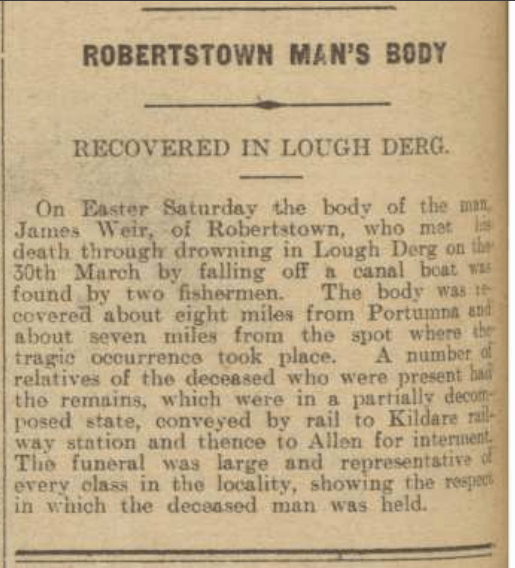 ROBERTSTOWN MAN'S BODY
RECOVERED IN LOUGH DERG.
On Easter Saturday the body of the man,
James Weir, of Robertstown, who met his
death through drowning in Lough Derg on the
30th March by falling off a canal boat was
found by two fishermen. The body was re-
covered about eight miles from Portumna and
about seven miles from the spot where the
tragic occurrence took place. A number of
relatives of the deceased who were present had
the remains, which were in a partially decom-
posed state, conveyed by rail to Kildare rail-
way station and thence to Allen for interment.
The funeral was large and representative of
every class in the locality, showing the respect
in which the deceased man was held.